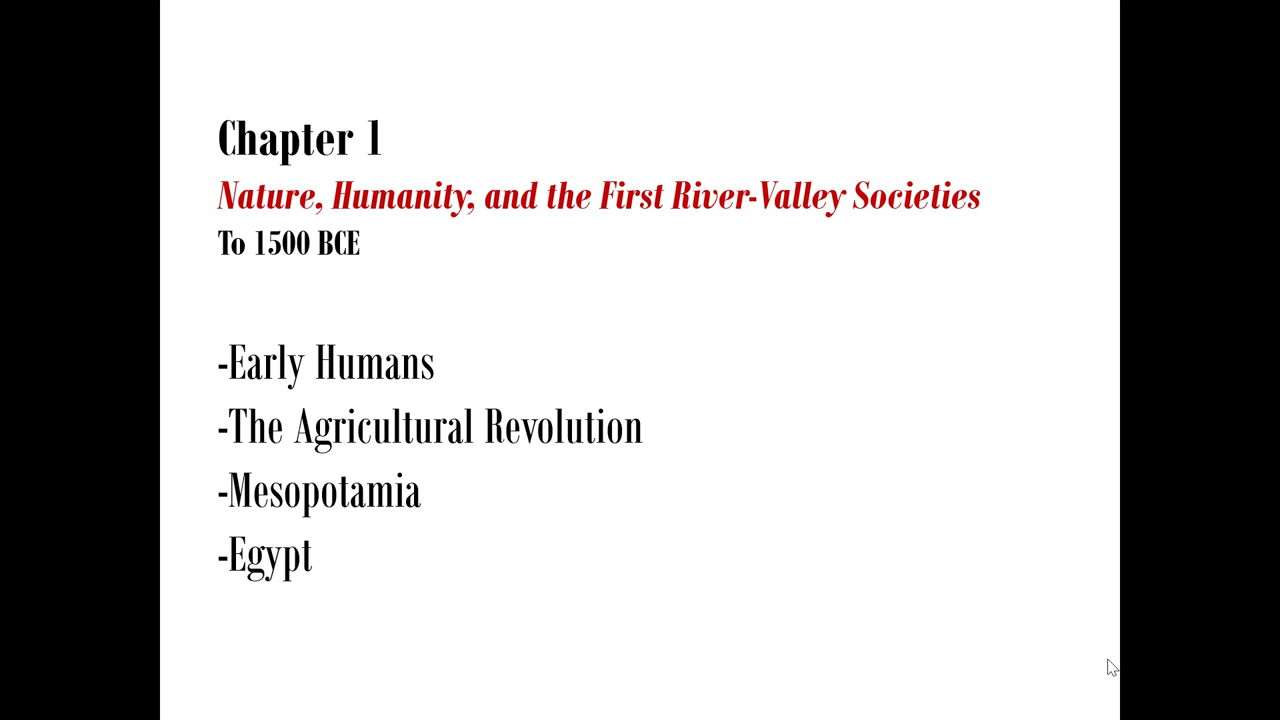 Chapter 1
Nature, Humanity, and the First River-Valley Societies
To 1500 BCE
-Early Humans
-The Agricultural Revolution
-Mesopotamia
-Egypt